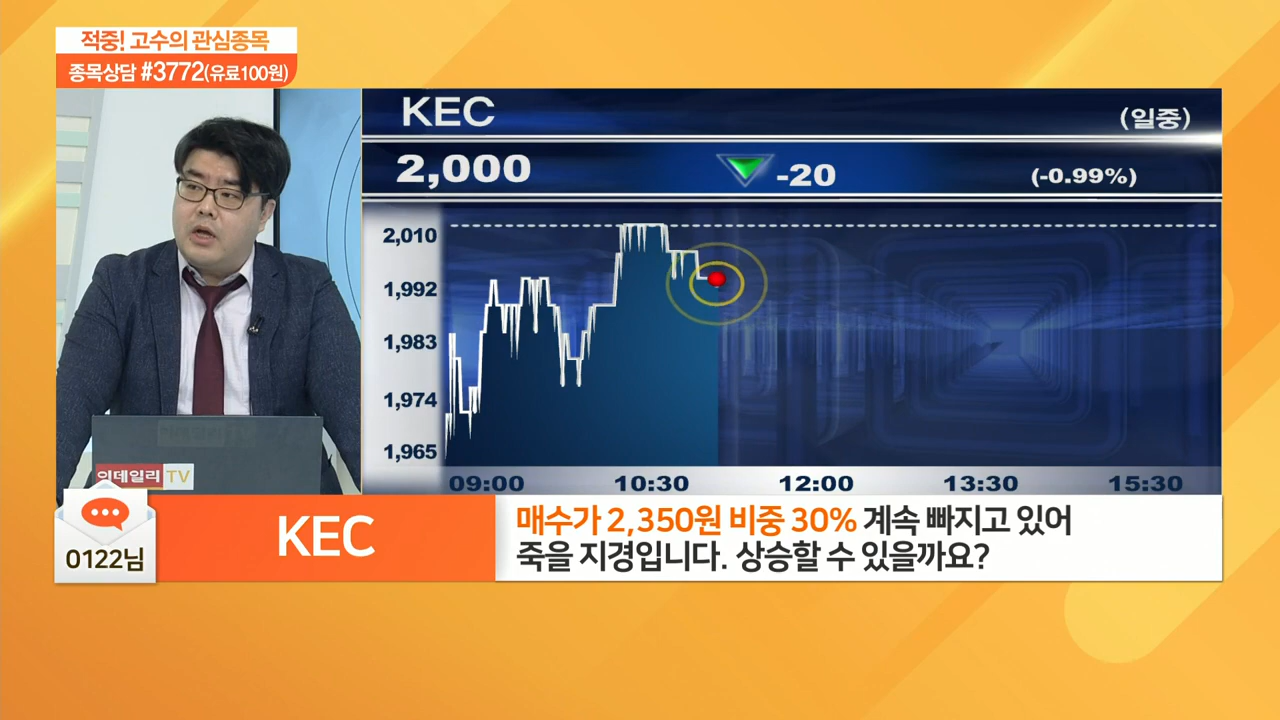 적중! 고수의 관심종목
종목상담 #3772(유료100원)
KEC
(일중)
2,000
-20
(-0.99%)
2,010
1,992
1,983
1,974
1,965
09:00
10:30
12:00
13:30
15:30
이데일리 TV
0122님
KEC
매수가 2,350원 비중 30% 계속 빠지고 있어
죽을 지경입니다. 상승할 수 있을까요?